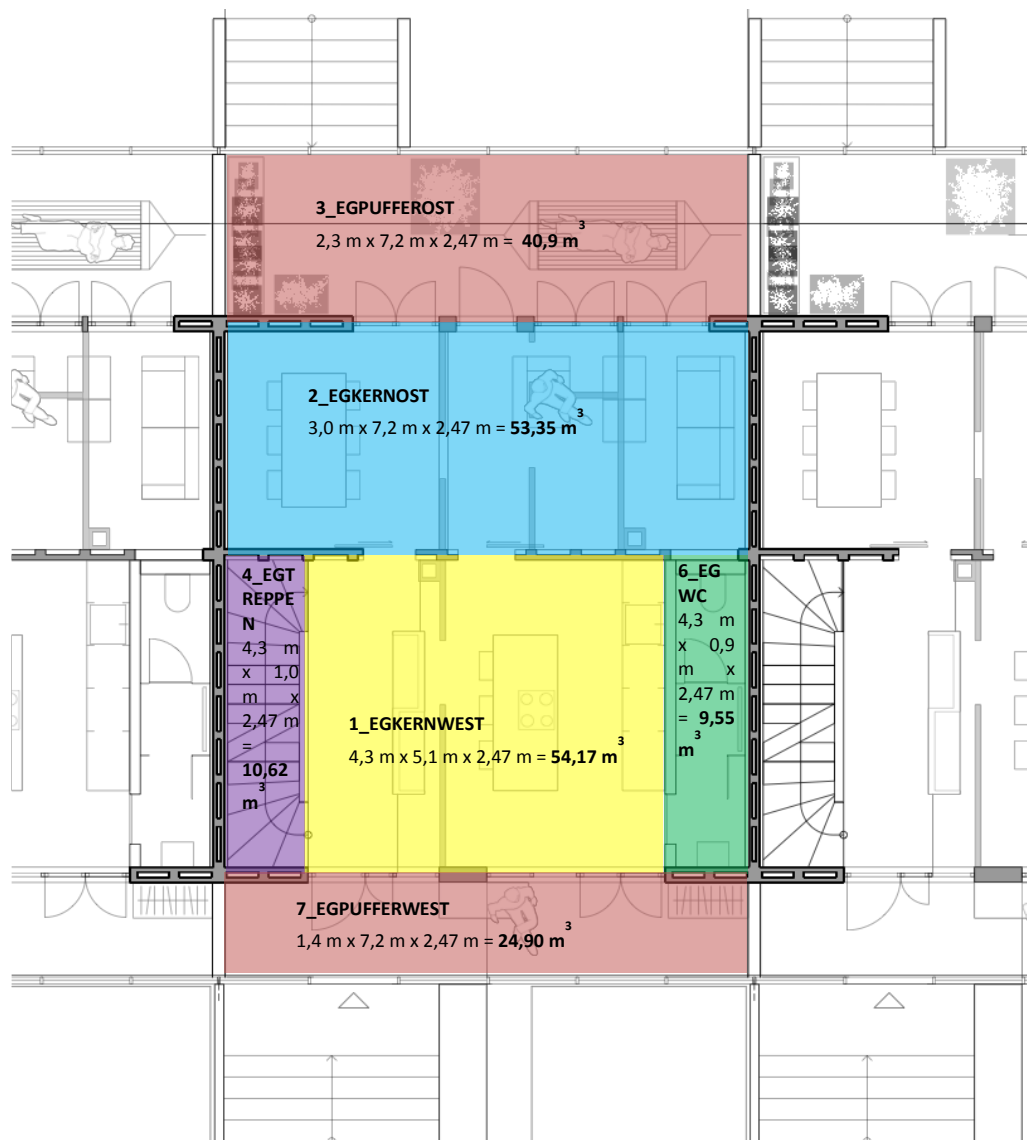 3_EGPUFFEROST
2,3 m x 7,2 m x 2,47 m = 40,9 m³
2_EGKERNOST
3,0 m x 7,2 m x 2,47 m = 53,35 m³
4_EGT
REPPE
N
4,3 m
x 1,0
m x
2,47 m
=
10,62
m³
1_EGKERNWEST
4,3 m x 5,1 m x 2,47 m = 54,17 m³
6_EG
WC
4,3 m
x 0,9
m x
2,47 m
= 9,55
m³
7_EGPUFFERWEST
1,4 m x 7,2 m x 2,47 m = 24,90 m³